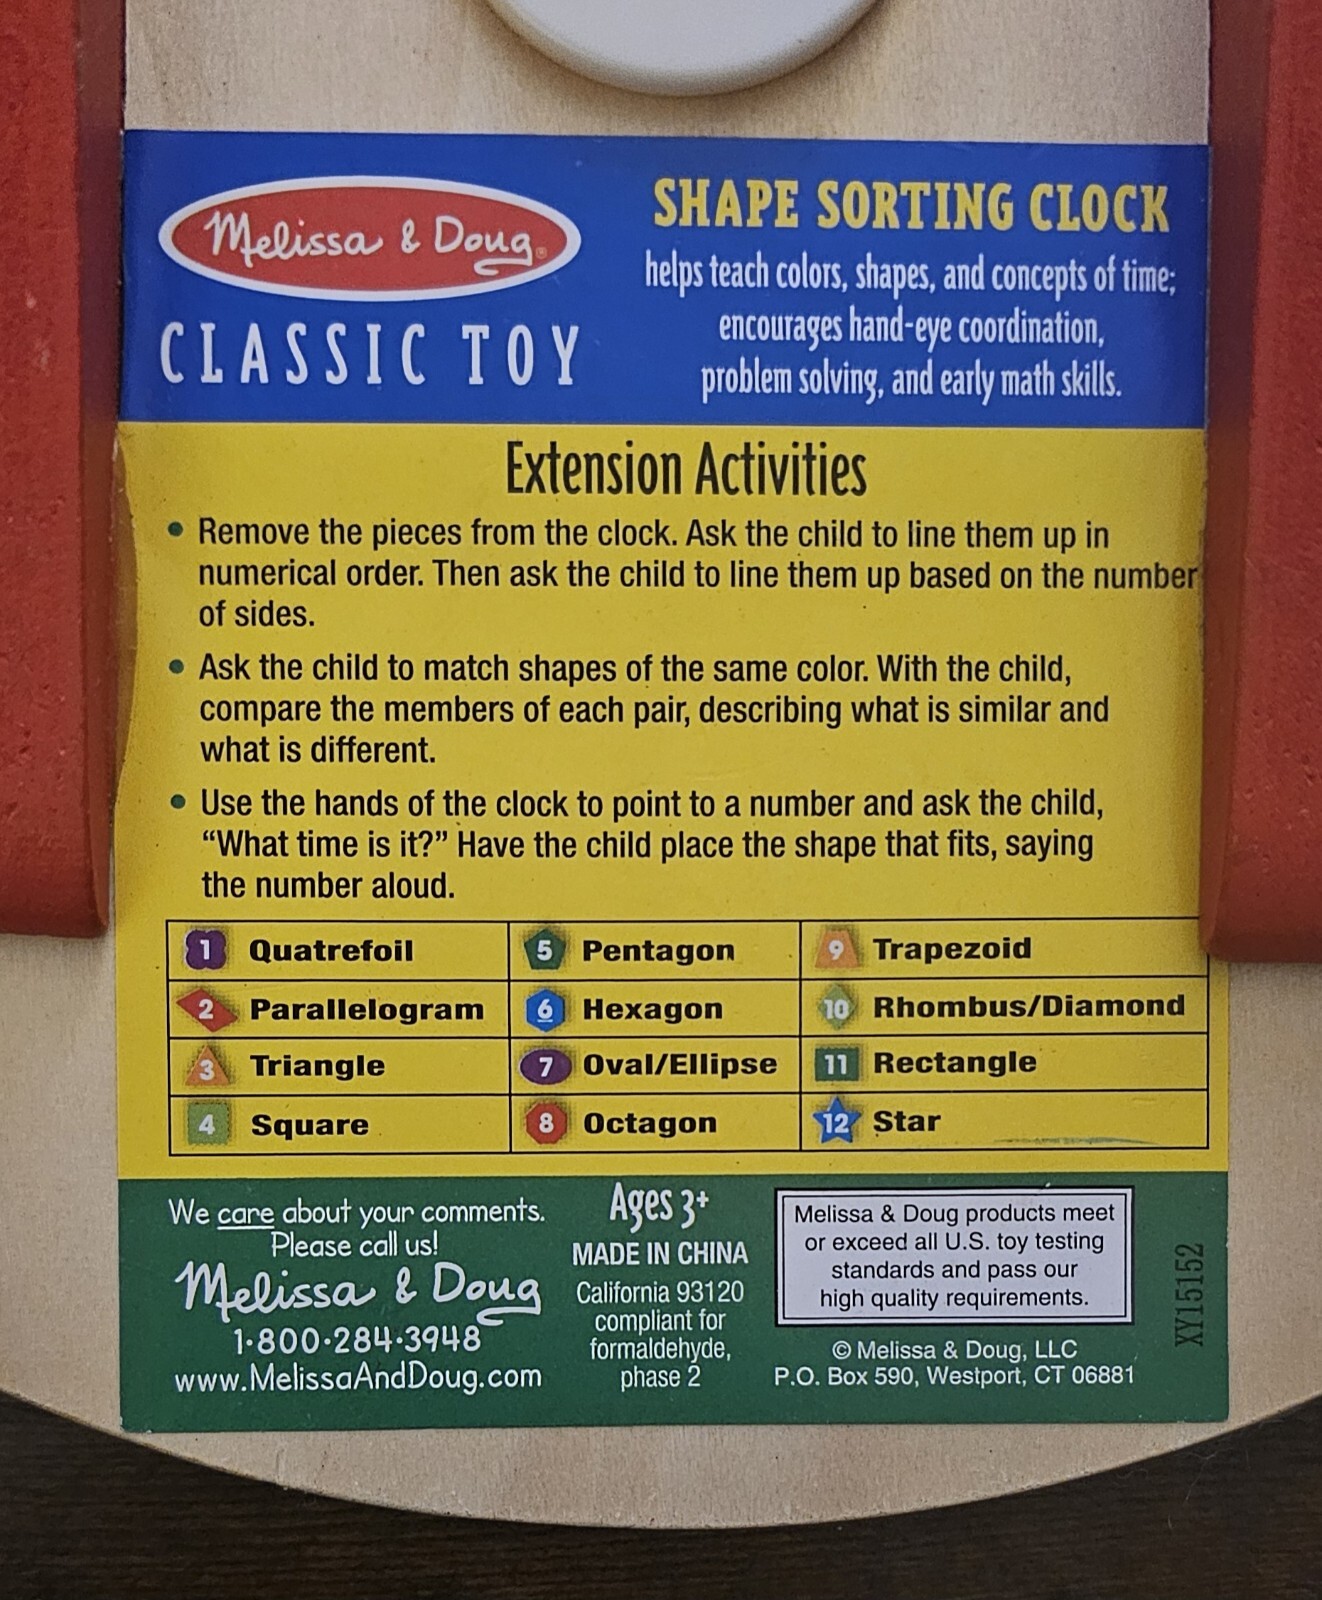 Melissa & Doug®
CLASSIC TOY
SHAPE SORTING CLOCK
helps teach colors, shapes, and concepts of time;
encourages hand-eye coordination,
problem solving, and early math skills.
Extension Activities
• Remove the pieces from the clock. Ask the child to line them up in
numerical order. Then ask the child to line them up based on the number
of sides.
• Ask the child to match shapes of the same color. With the child,
compare the members of each pair, describing what is similar and
what is different.
• Use the hands of the clock to point to a number and ask the child,
“What time is it?” Have the child place the shape that fits, saying
the number aloud.
1 Quatrefoil
2 Parallelogram
3 Triangle
4 Square
5 Pentagon
6 Hexagon
7 Oval/Ellipse
8 Octagon
9 Trapezoid
10 Rhombus/Diamond
11 Rectangle
12 Star
We care about your comments.
Please call us!
Melissa & Doug
1·800·284·3948
www.MelissaAndDoug.com
Ages 3+
MADE IN CHINA
California 93120
compliant for
formaldehyde,
phase 2
Melissa & Doug products meet
or exceed all U.S. toy testing
standards and pass our
high quality requirements.
© Melissa & Doug, LLC
P.O. Box 590, Westport, CT 06881
XY15152